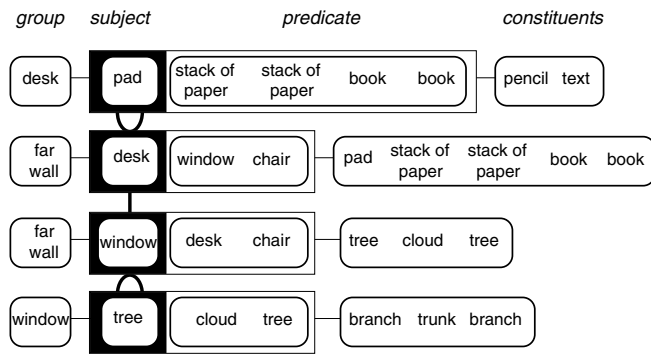 group subject predicate constituents
desk pad stack of paper stack of paper book book pencil text
far wall desk window chair pad stack of paper stack of paper book book
far wall window desk chair tree cloud tree
window tree cloud tree branch trunk branch